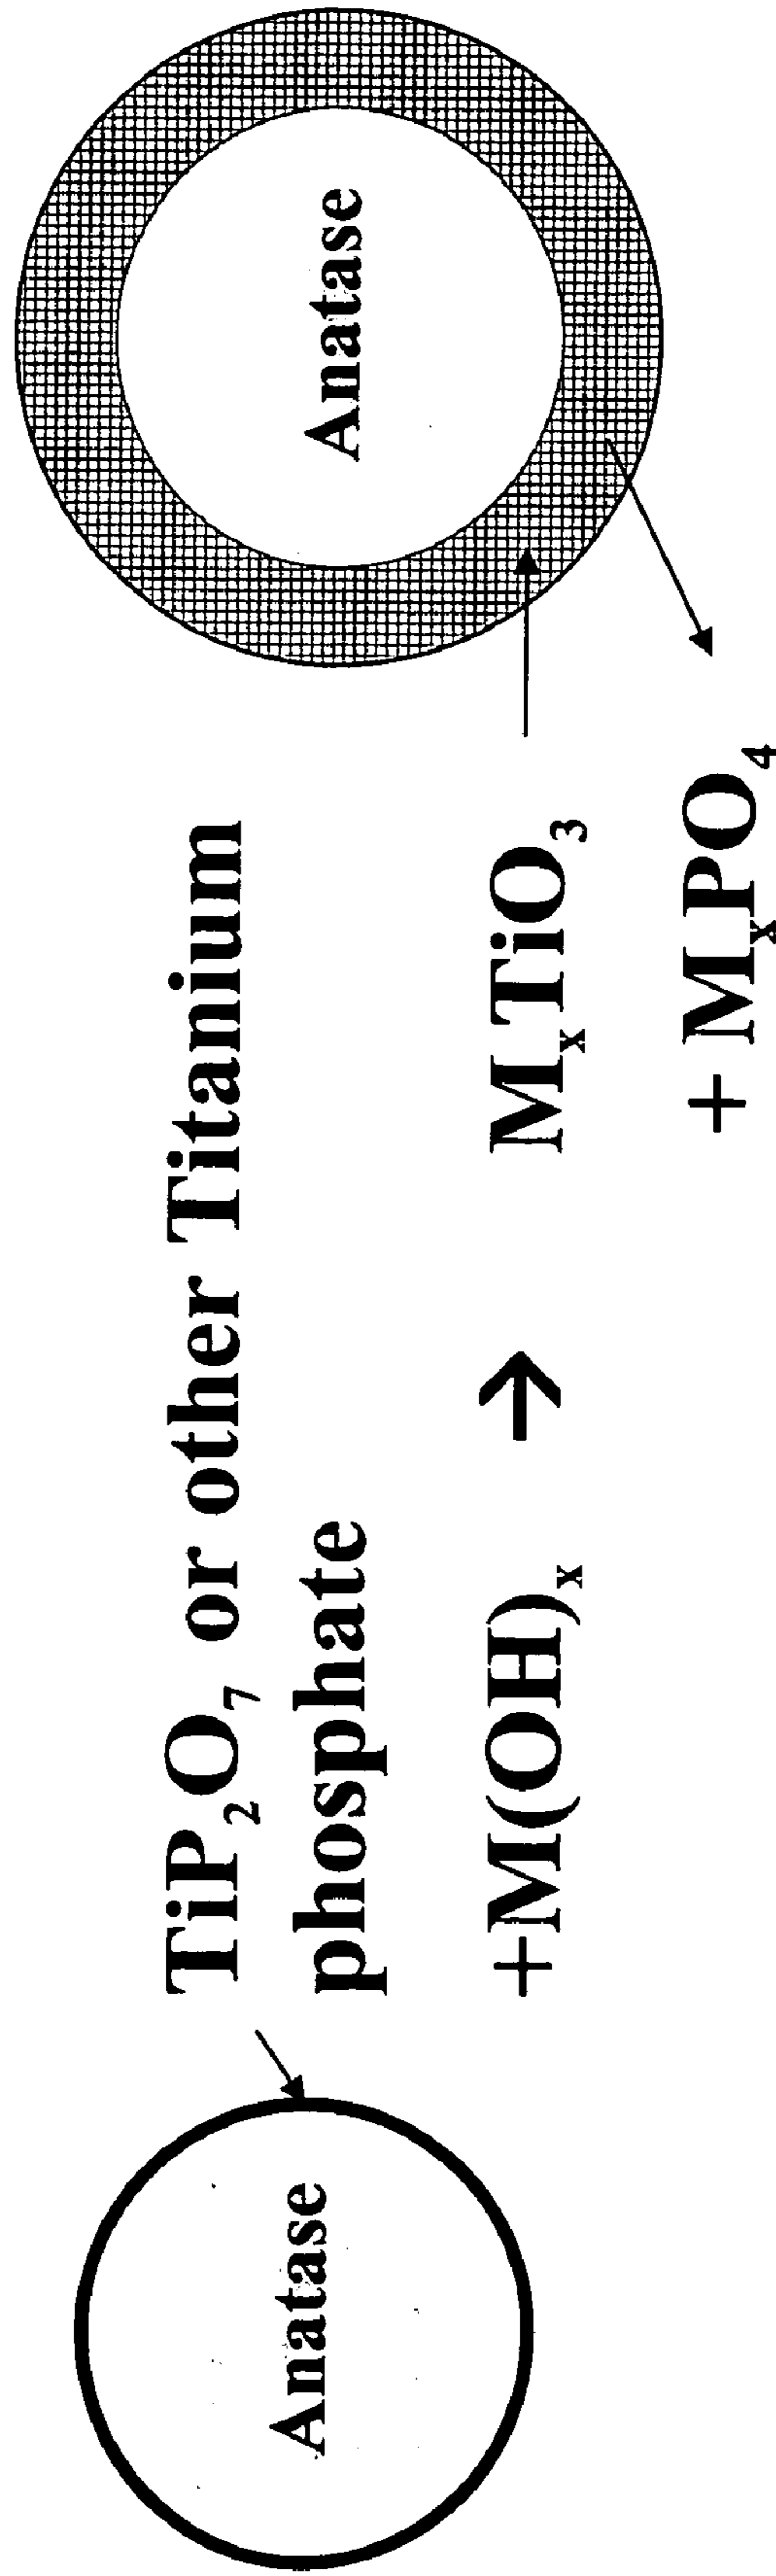 Anatase
TiP₂O₇ or other Titanium
phosphate
+M(OH)ₓ → MₓTiO₃
+ MₓPO₄
Anatase